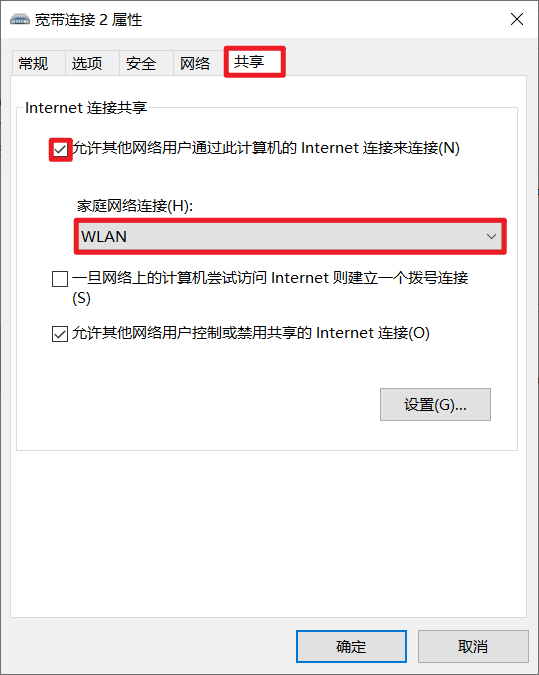 宽带连接 2 属性
常规 选项 安全 网络 共享
Internet 连接共享
允许其他网络用户通过此计算机的 Internet 连接来连接(N)
家庭网络连接(H):
WLAN
一旦网络上的计算机尝试访问 Internet 则建立一个拨号连接
(S)
允许其他网络用户控制或禁用共享的 Internet 连接(O)
设置(G)...
确定 取消